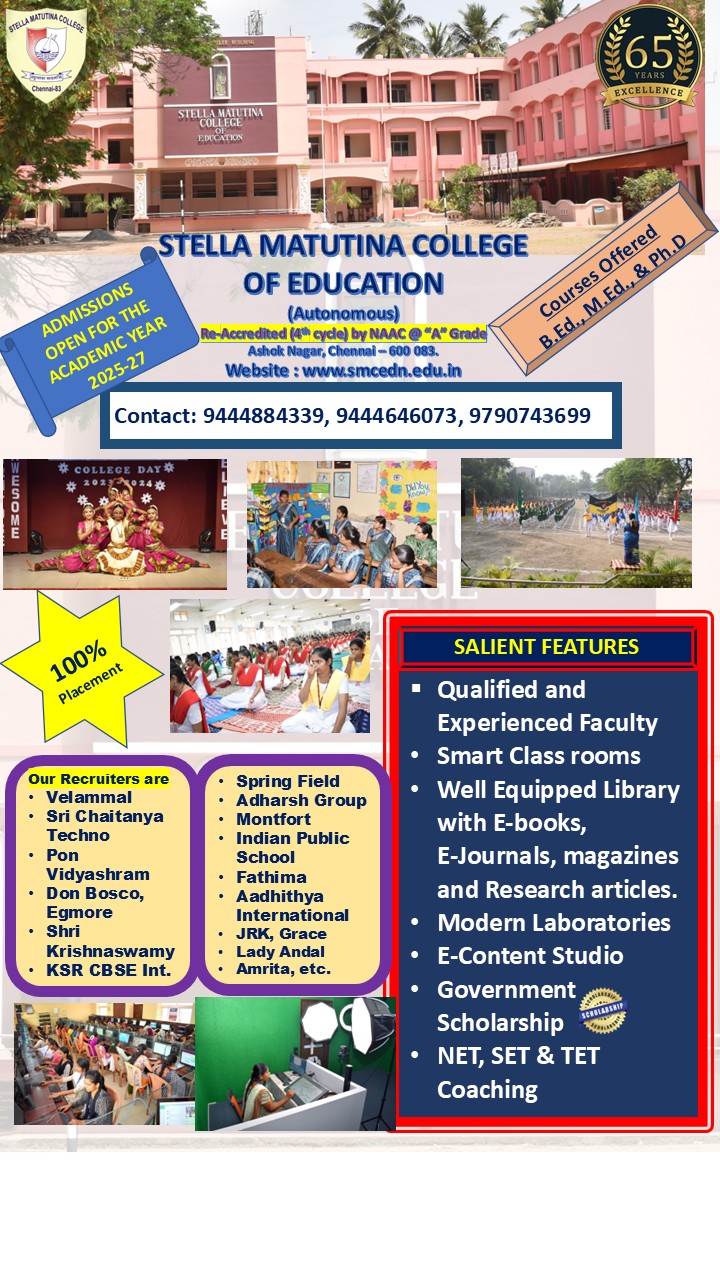 STELLA MATUTINA COLLEGE
Chennai-83
STELLA MATUTINA
COLLEGE
OF
EDUCATION
65
YEARS
EXCELLENCE
STELLA MATUTINA COLLEGE
OF EDUCATION
(Autonomous)
Re-Accredited (4th cycle) by NAAC @ “A” Grade
Ashok Nagar, Chennai – 600 083.
Website : www.smcedn.edu.in
ADMISSIONS
OPEN FOR THE
ACADEMIC YEAR
2025-27
Courses Offered
B.Ed., M.Ed., & Ph.D
Contact: 9444884339, 9444646073, 9790743699
AWESOME
COLLEGE DAY
2023-2024
Did You
Know?
100%
Placement
SALIENT FEATURES
▪ Qualified and
Experienced Faculty
• Smart Class rooms
• Well Equipped Library
with E-books,
E-Journals, magazines
and Research articles.
• Modern Laboratories
• E-Content Studio
• Government
Scholarship
SCHOLARSHIP
• NET, SET & TET
Coaching
Our Recruiters are
• Velammal
• Sri Chaitanya
Techno
• Pon
Vidyashram
• Don Bosco,
Egmore
• Shri
Krishnaswamy
• KSR CBSE Int.
• Spring Field
• Adharsh Group
• Montfort
• Indian Public
School
• Fathima
• Aadhithya
International
• JRK, Grace
• Lady Andal
• Amrita, etc.